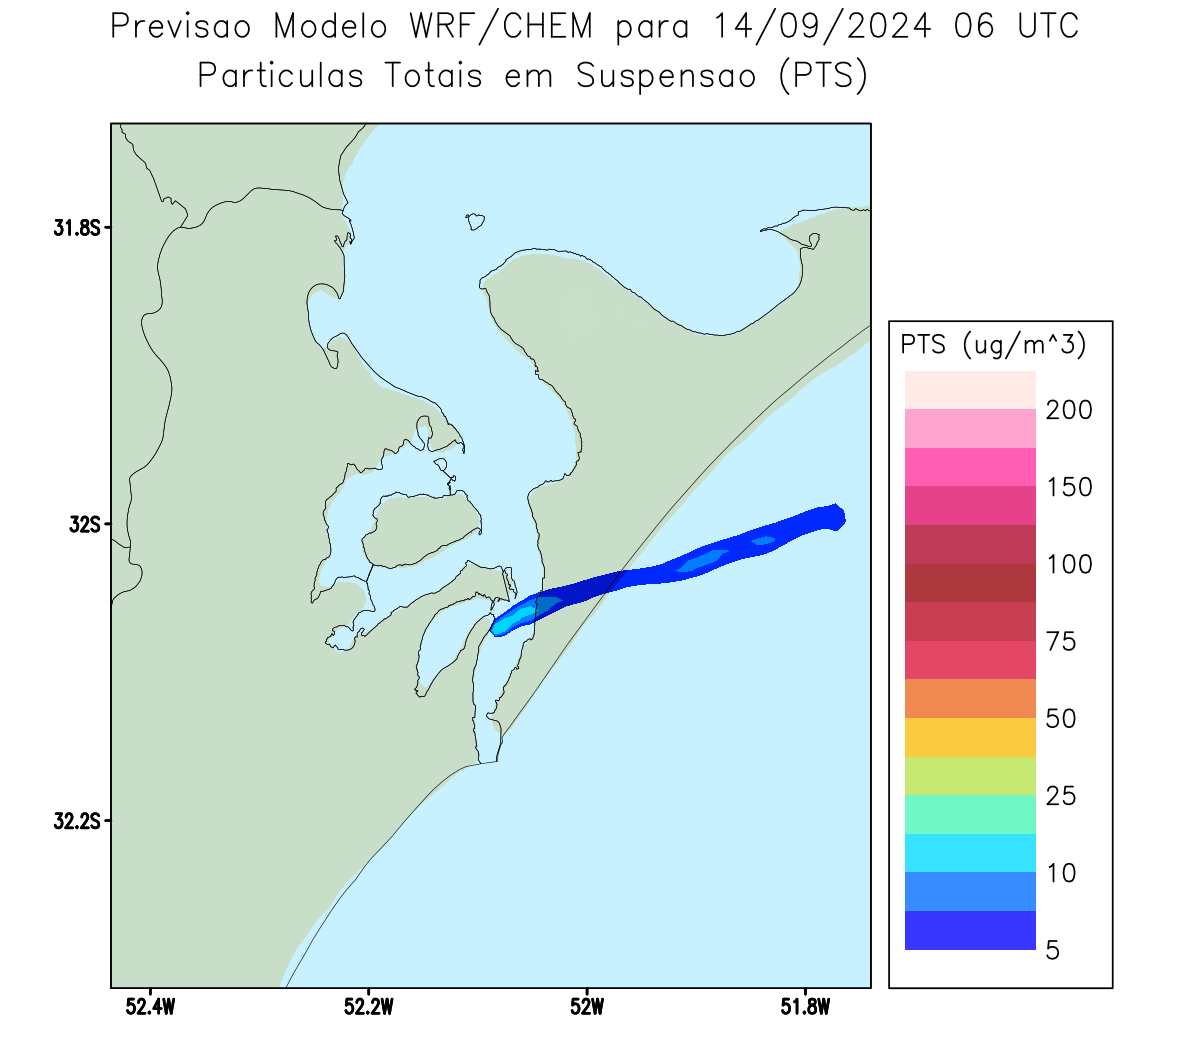 Previsao Modelo WRF/CHEM para 14/09/2024 06 UTC
Particulas Totais em Suspensao (PTS)
31.8S
32S
32.2S
52.4W
52.2W
52W
51.8W
PTS (ug/m^3)
200
150
100
75
50
25
10
5